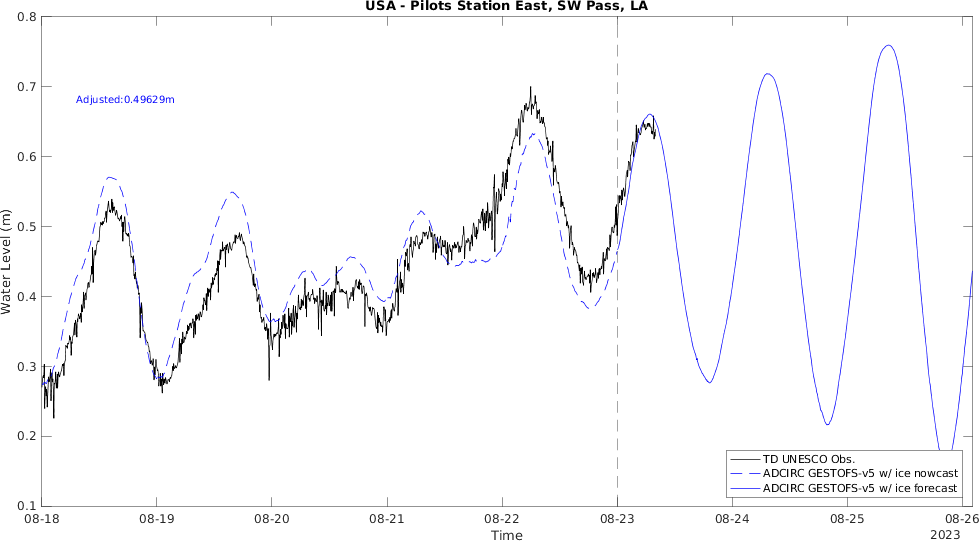 USA - Pilots Station East, SW Pass, LA
0.8
0.7
Adjusted:0.49629m
0.6
0.5
Water Level (m)
0.4
0.3
0.2
0.1
TD UNESCO Obs.
ADCIRC GESTOFS-v5 w/ ice nowcast
ADCIRC GESTOFS-v5 w/ ice forecast
08-18 08-19 08-20 08-21 08-22 08-23 08-24 08-25 08-26
Time
2023